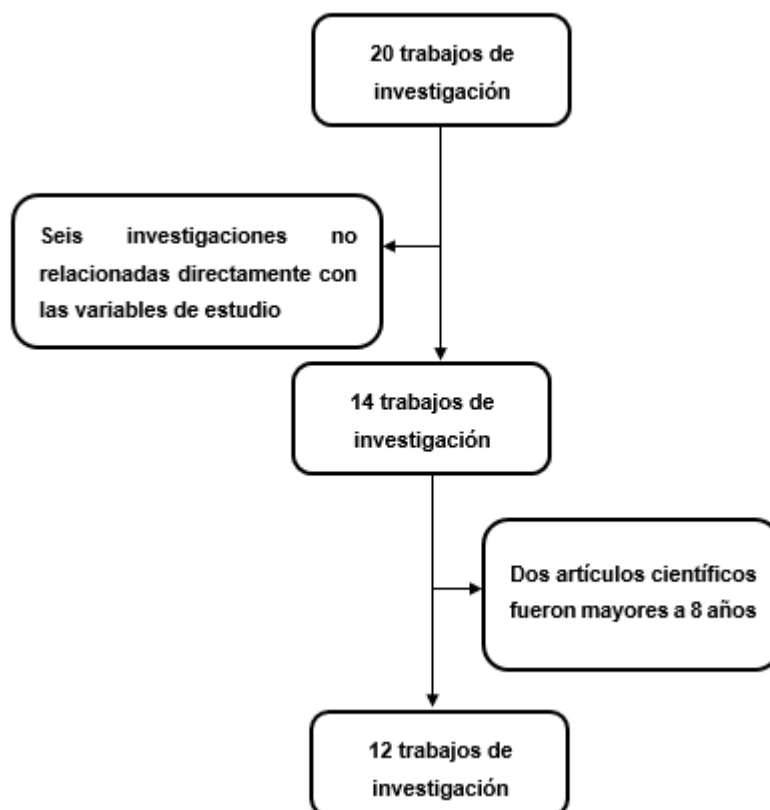 20 trabajos de
investigación
Seis investigaciones no
relacionadas directamente con
las variables de estudio
14 trabajos de
investigación
Dos artículos científicos
fueron mayores a 8 años
12 trabajos de
investigación